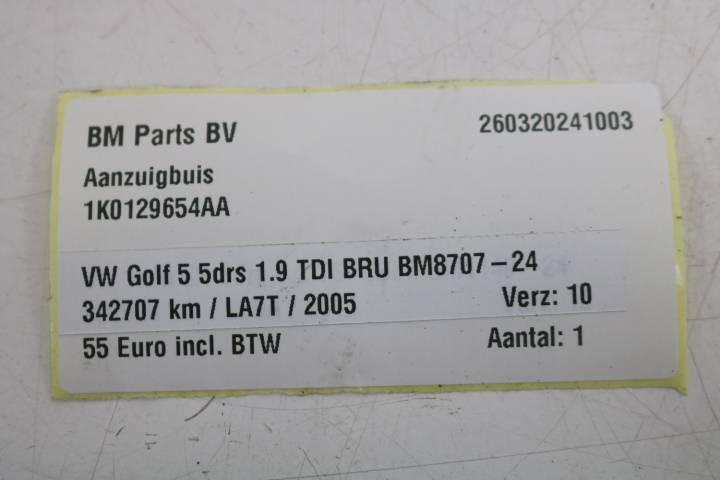 BM Parts BV 260320241003
Aanzuigbuis
1K0129654AA
VW Golf 5 5drs 1.9 TDI BRU BM8707-24
342707 km / LA7T / 2005 Verz: 10
55 Euro incl. BTW Aantal: 1